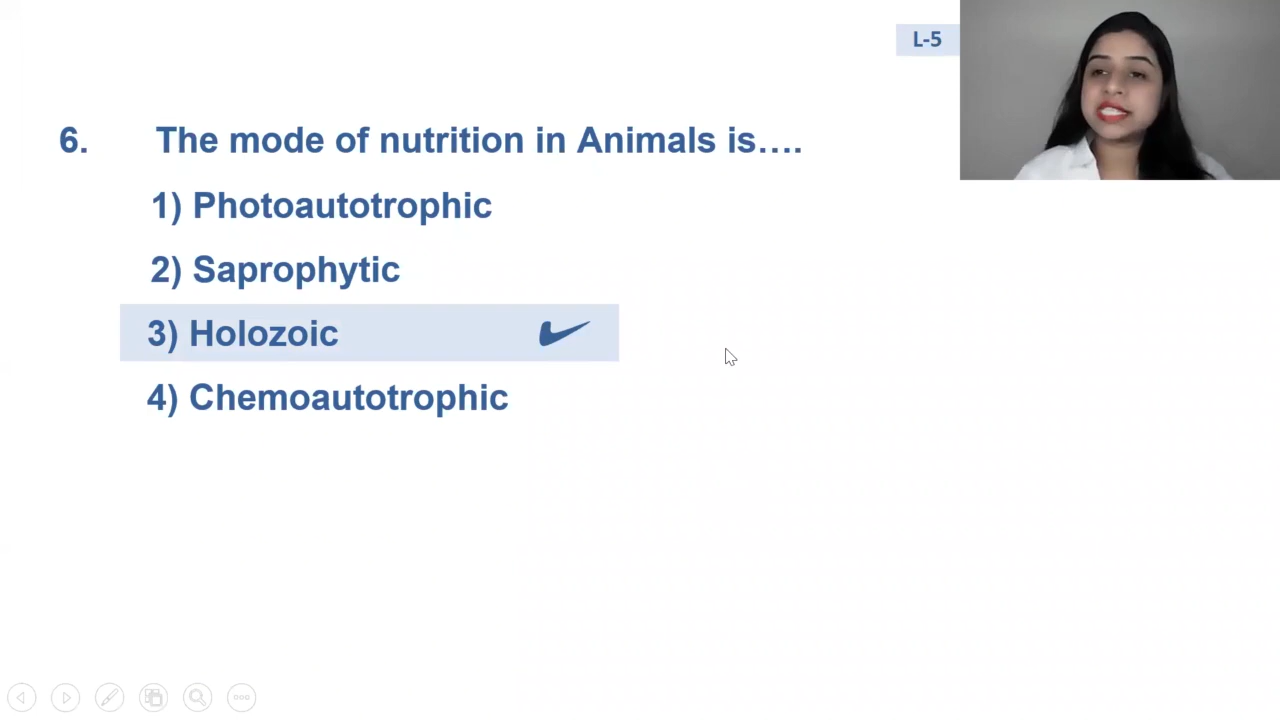 L-5
6. The mode of nutrition in Animals is....
1) Photoautotrophic
2) Saprophytic
3) Holozoic
4) Chemoautotrophic